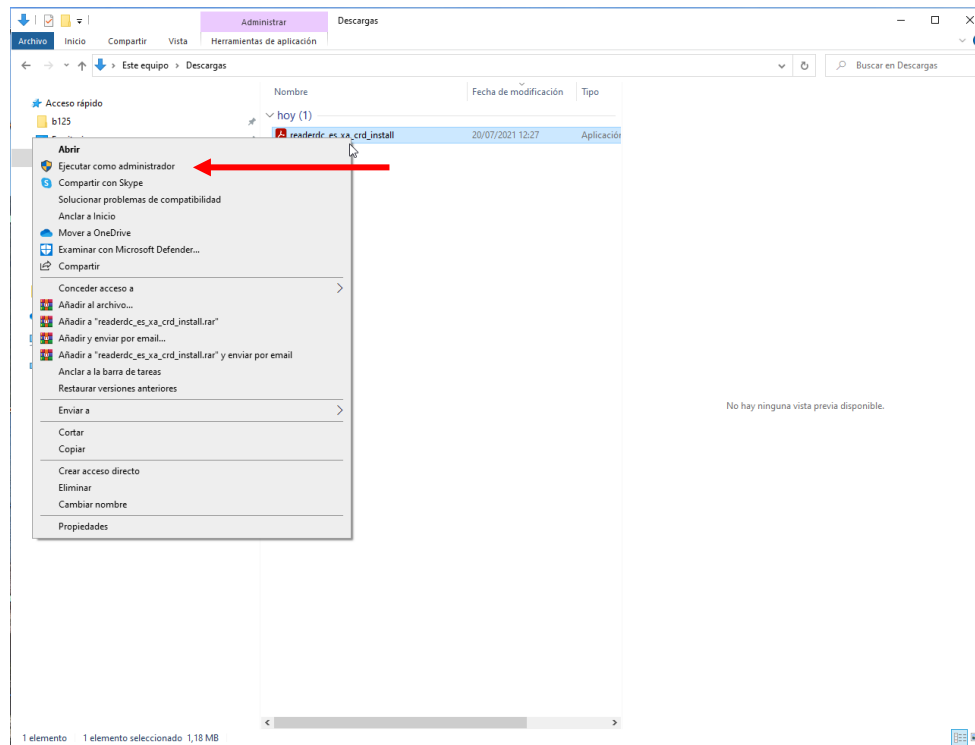 Administrar
Descargas
Archivo Inicio Compartir Vista Herramientas de aplicación
Este equipo > Descargas
Buscar en Descargas
Nombre Fecha de modificación Tipo
Acceso rápido
b125
hoy (1)
readerdc_es_xa_crd_install 20/07/2021 12:27 Aplicación
Abrir
Ejecutar como administrador
Compartir con Skype
Solucionar problemas de compatibilidad
Anclar a Inicio
Mover a OneDrive
Examinar con Microsoft Defender...
Compartir
Conceder acceso a
Añadir al archivo...
Añadir a "readerdc_es_xa_crd_install.rar"
Añadir y enviar por email...
Añadir a "readerdc_es_xa_crd_install.rar" y enviar por email
Anclar a la barra de tareas
Restaurar versiones anteriores
Enviar a
Cortar
Copiar
Crear acceso directo
Eliminar
Cambiar nombre
Propiedades
No hay ninguna vista previa disponible.
1 elemento 1 elemento seleccionado 1,18 MB